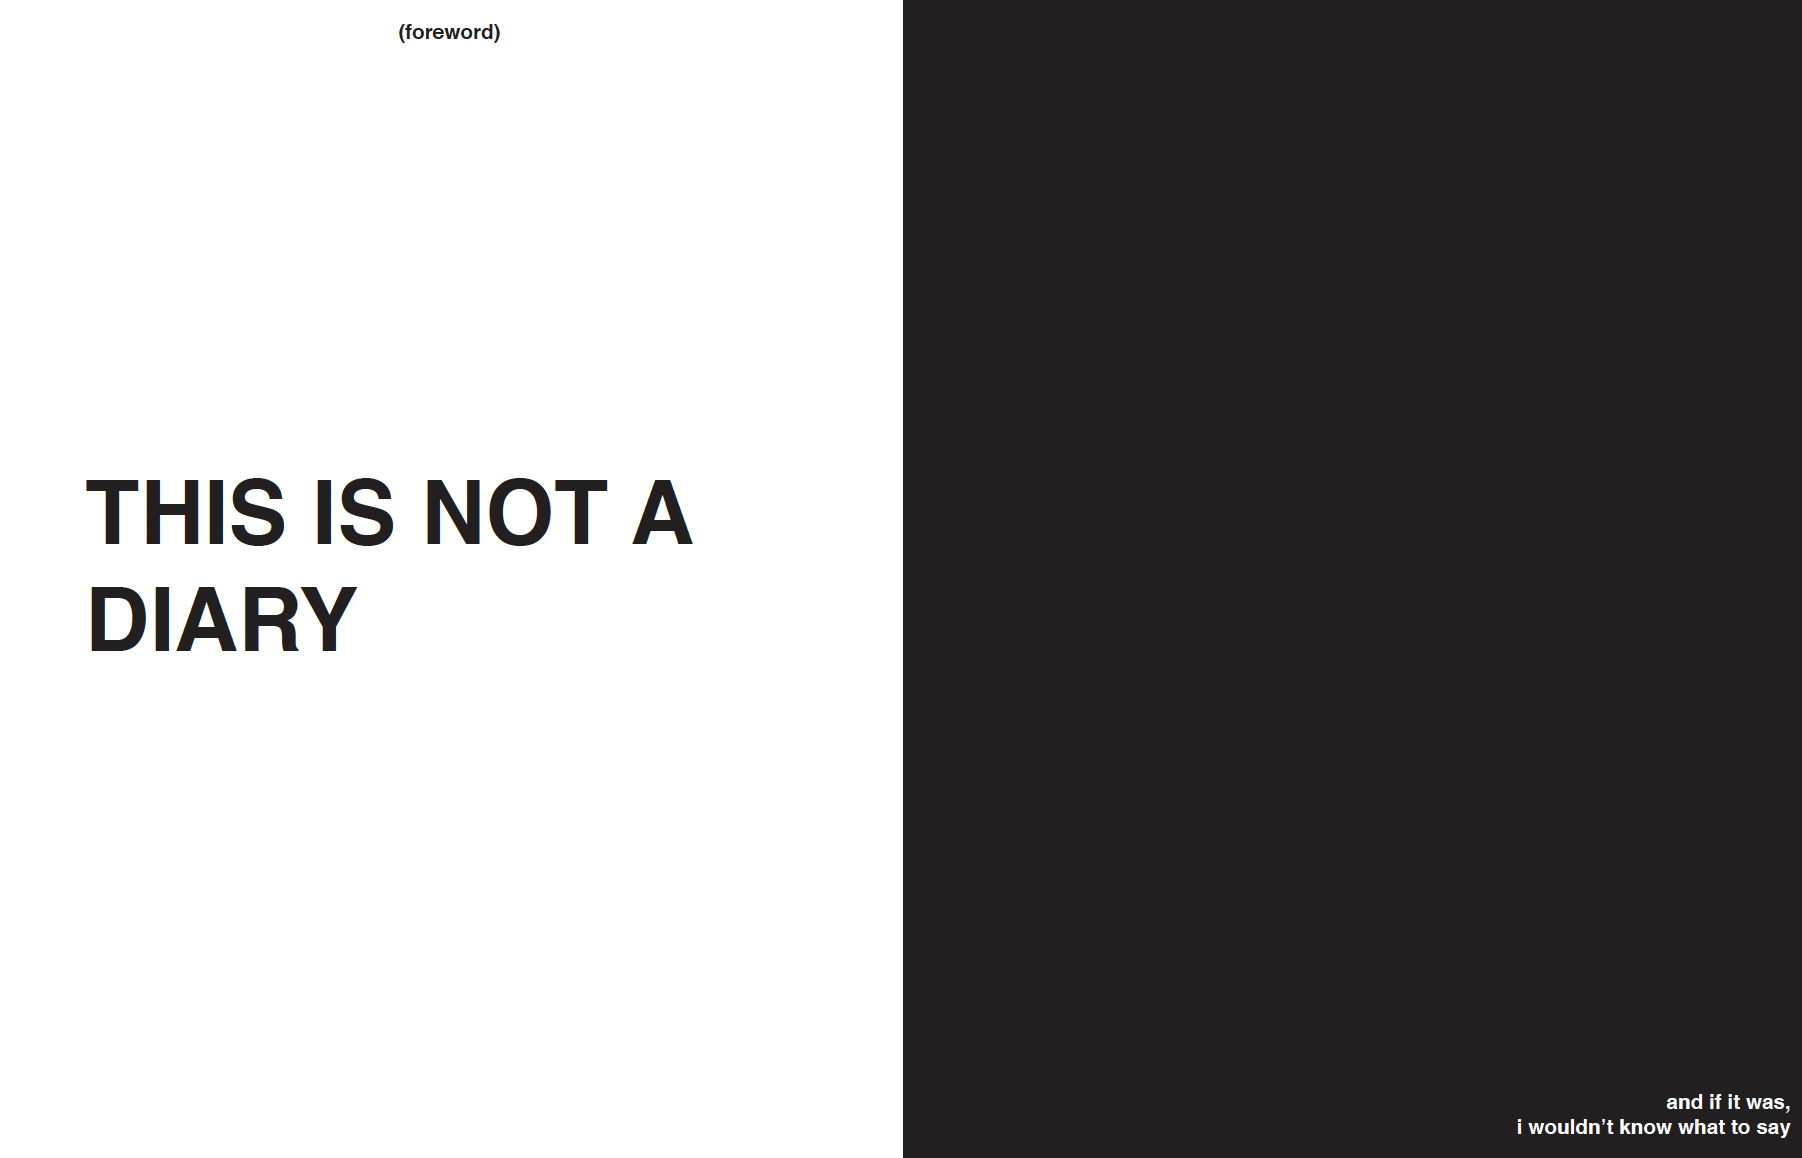 (foreword)
THIS IS NOT A
DIARY
and if it was,
i wouldn’t know what to say